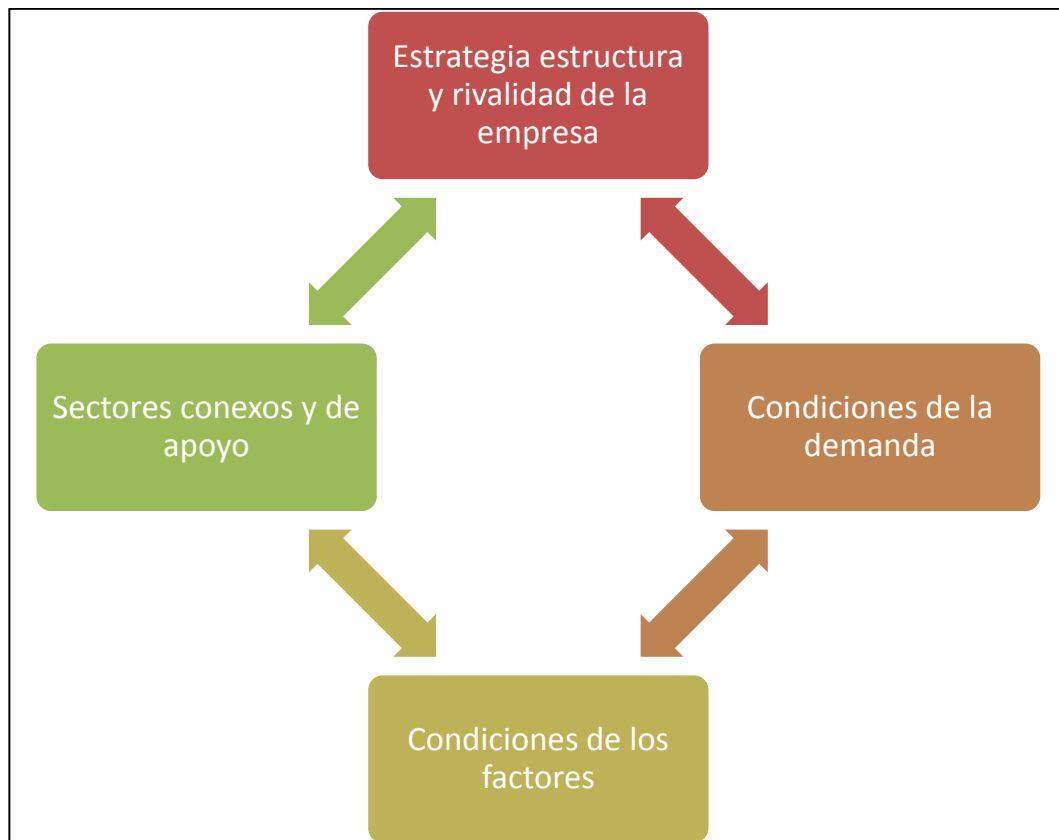 Estrategia estructura
y rivalidad de la
empresa
Sectores conexos y de
apoyo
Condiciones de la
demanda
Condiciones de los
factores